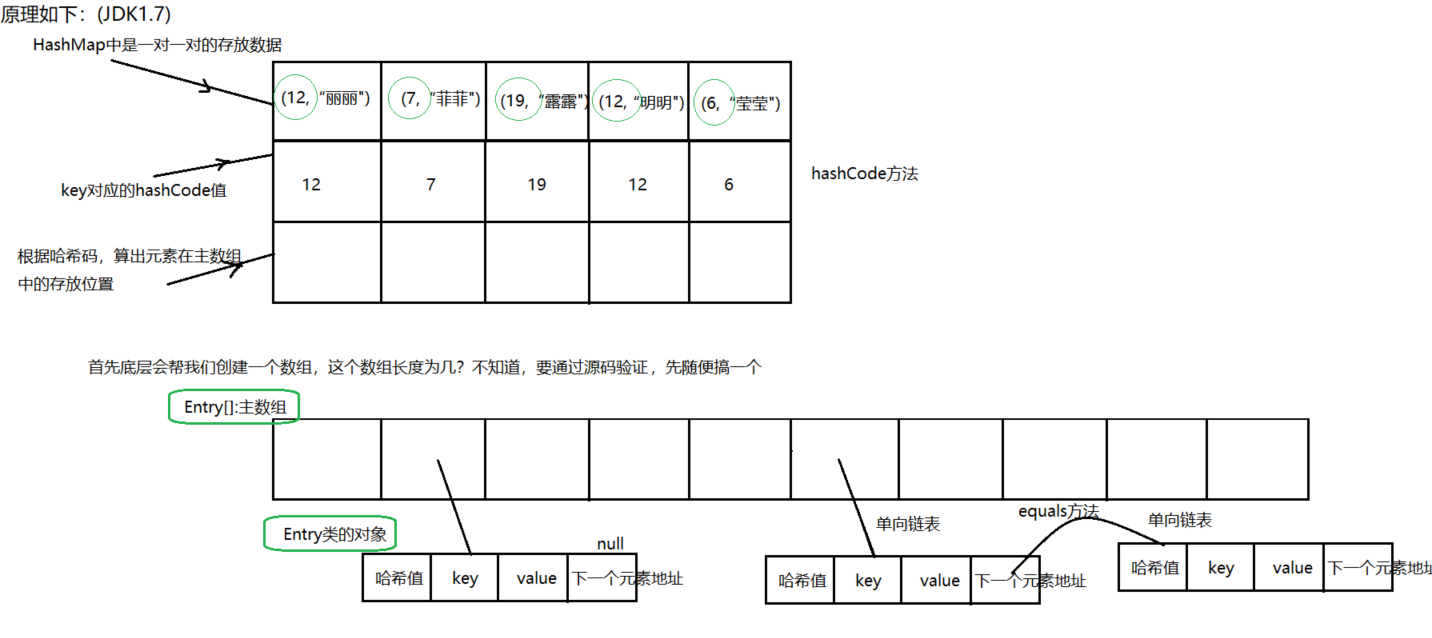 原理如下：(JDK1.7)
HashMap中是一对一对的存放数据
(12, “丽丽") (7, “菲菲") (19, “露露") (12, “明明") (6, “莹莹")
key对应的hashCode值
12 7 19 12 6
hashCode方法
根据哈希码，算出元素在主数组
中的存放位置
首先底层会帮我们创建一个数组，这个数组长度为几？不知道，要通过源码验证，先随便搞一个
Entry[]:主数组
Entry类的对象
null
单向链表
equals方法
单向链表
哈希值 key value 下一个元素地址
哈希值 key value 下一个元素地址
哈希值 key value 下一个元素地址